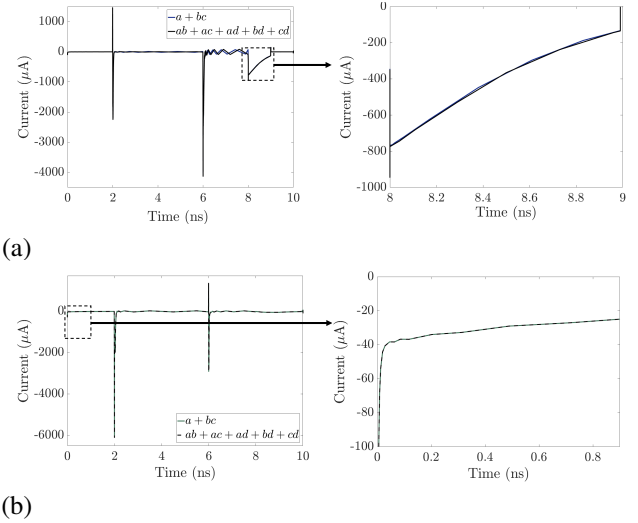 1000
0
-1000
-2000
-3000
-4000
Current (μA)
0 2 4 6 8 10
Time (ns)
a + bc
ab + ac + ad + bd + cd
0
-200
-400
-600
-800
-1000
Current (μA)
8 8.2 8.4 8.6 8.8 9
Time (ns)
(a)
0
-2000
-4000
-6000
Current (μA)
0 2 4 6 8 10
Time (ns)
a + bc
ab + ac + ad + bd + cd
0
-20
-40
-60
-80
-100
Current (μA)
0 0.2 0.4 0.6 0.8
Time (ns)
(b)